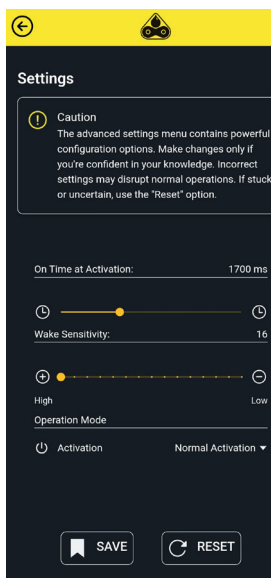 Settings
Caution
The advanced settings menu contains powerful
configuration options. Make changes only if
you're confident in your knowledge. Incorrect
settings may disrupt normal operations. If stuck
or uncertain, use the "Reset" option.
On Time at Activation: 1700 ms
Wake Sensitivity: 16
High Low
Operation Mode
Activation Normal Activation
SAVE RESET